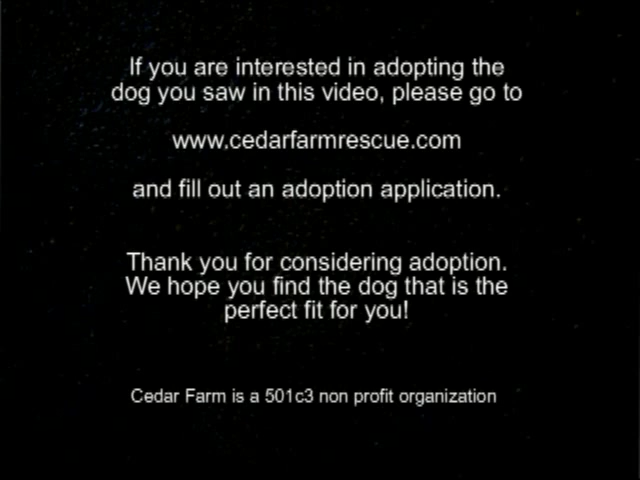 If you are interested in adopting the
dog you saw in this video, please go to
www.cedarfarmrescue.com
and fill out an adoption application.
Thank you for considering adoption.
We hope you find the dog that is the
perfect fit for you!
Cedar Farm is a 501c3 non profit organization